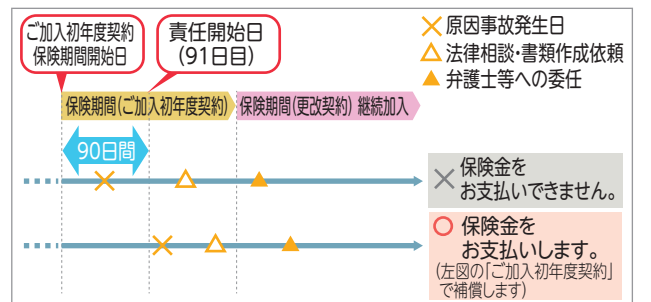 ご加入初年度契約
保険期間開始日
責任開始日
(91日目)
原因事故発生日
法律相談・書類作成依頼
弁護士等への委任
保険期間(ご加入初年度契約)
保険期間(更改契約) 継続加入
90日間
保険金を
お支払いできません。
保険金を
お支払いします。
(左図の「ご加入初年度契約」
で補償します)